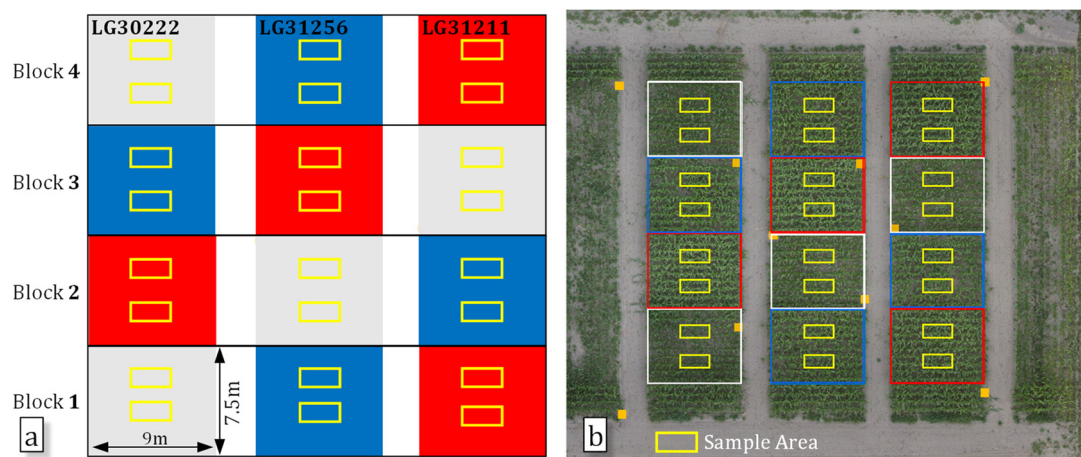 LG30222 LG31256 LG31211
Block 4
Block 3
Block 2
Block 1
7.5m
9m
a
b
Sample Area